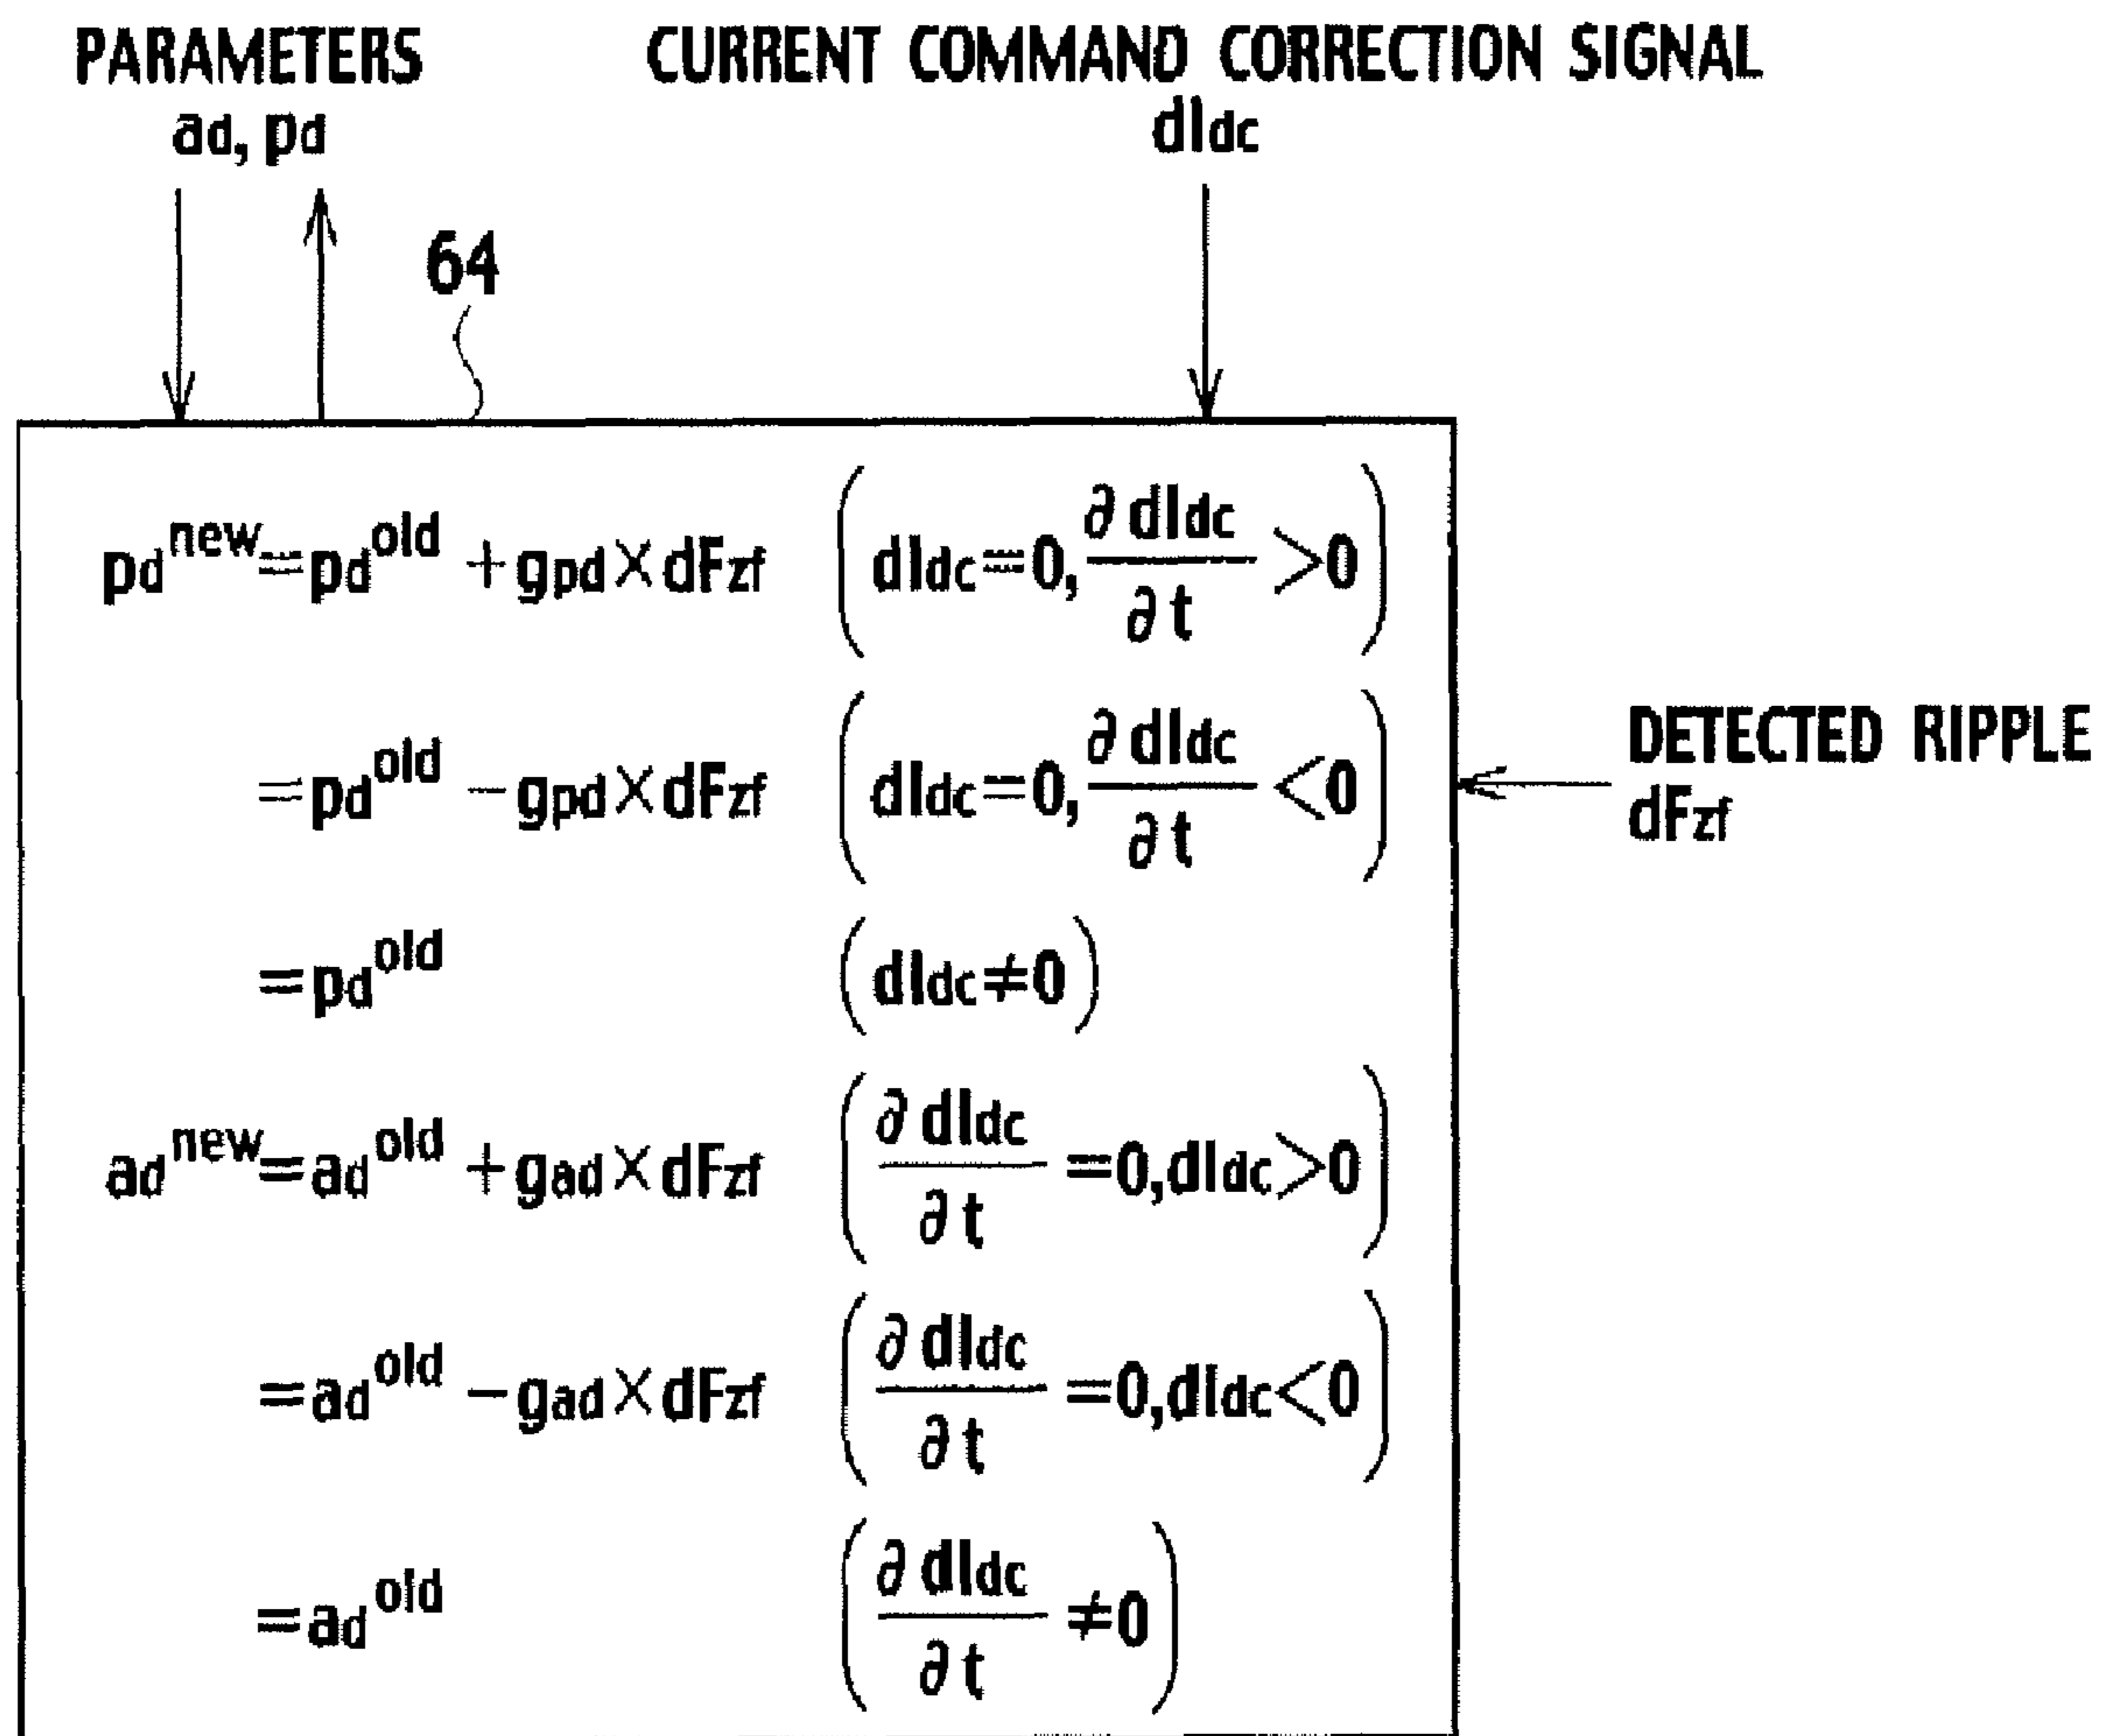 PARAMETERS
ad, pd
CURRENT COMMAND CORRECTION SIGNAL
dIdc
64
pd^new = pd^old + gpd × dFzf (dIdc=0, ∂dIdc/∂t >0)
= pd^old − gpd × dFzf (dIdc=0, ∂dIdc/∂t <0)
= pd^old (dIdc≠0)
ad^new = ad^old + gad × dFzf (∂dIdc/∂t =0, dIdc>0)
= ad^old − gad × dFzf (∂dIdc/∂t =0, dIdc<0)
= ad^old (∂dIdc/∂t ≠0)
DETECTED RIPPLE
dFzf